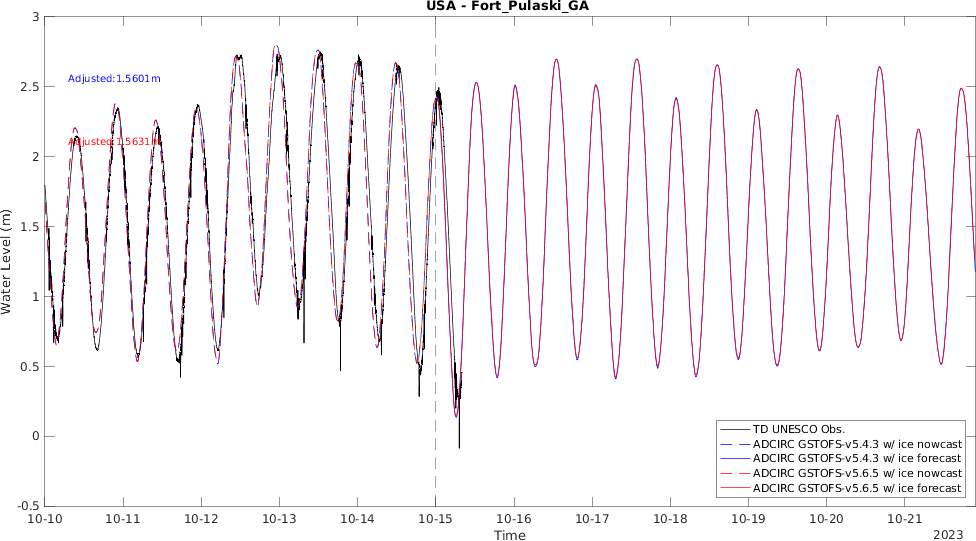 USA - Fort_Pulaski_GA
3
2.5
2
1.5
1
0.5
0
-0.5
Water Level (m)
Adjusted:1.5601m
Adjusted:1.5631m
TD UNESCO Obs.
ADCIRC GSTOFS-v5.4.3 w/ ice nowcast
ADCIRC GSTOFS-v5.4.3 w/ ice forecast
ADCIRC GSTOFS-v5.6.5 w/ ice nowcast
ADCIRC GSTOFS-v5.6.5 w/ ice forecast
10-10 10-11 10-12 10-13 10-14 10-15 10-16 10-17 10-18 10-19 10-20 10-21
Time
2023